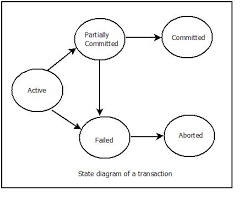 Partially
Committed
Committed
Active
Failed
Aborted
State diagram of a transaction